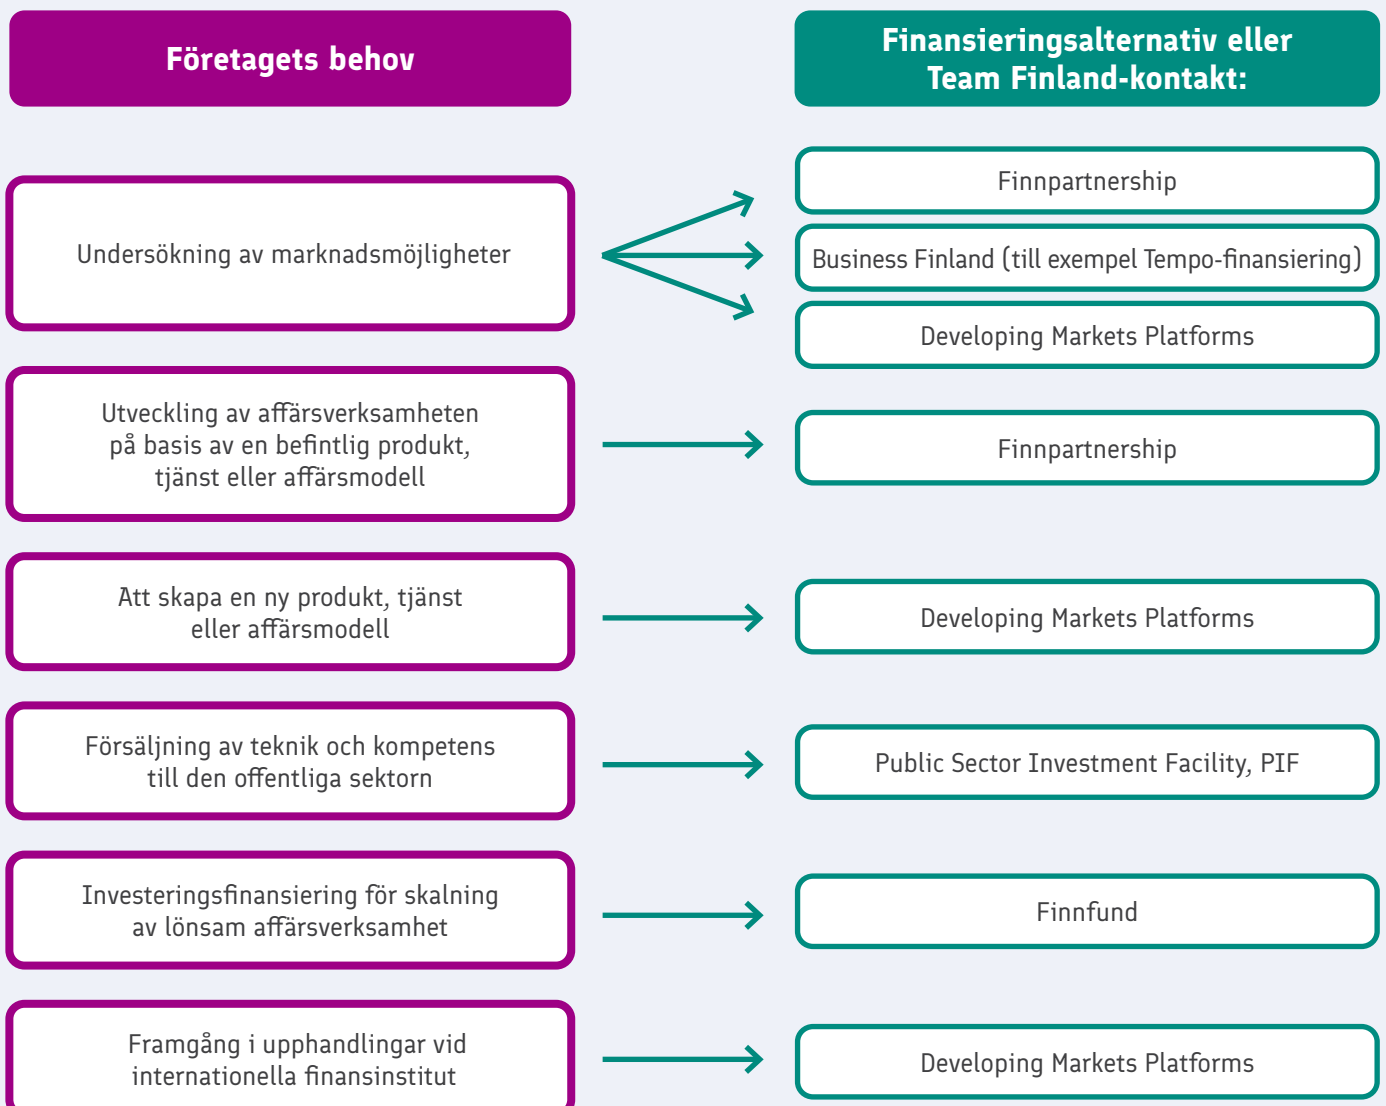 Företagets behov
Finansieringsalternativ eller
Team Finland-kontakt:
Undersökning av marknadsmöjligheter
Finnpartnership
Business Finland (till exempel Tempo-finansiering)
Developing Markets Platforms
Utveckling av affärsverksamheten
på basis av en befintlig produkt,
tjänst eller affärsmodell
Finnpartnership
Att skapa en ny produkt, tjänst
eller affärsmodell
Developing Markets Platforms
Försäljning av teknik och kompetens
till den offentliga sektorn
Public Sector Investment Facility, PIF
Investeringsfinansiering för skalning
av lönsam affärsverksamhet
Finnfund
Framgång i upphandlingar vid
internationella finansinstitut
Developing Markets Platforms